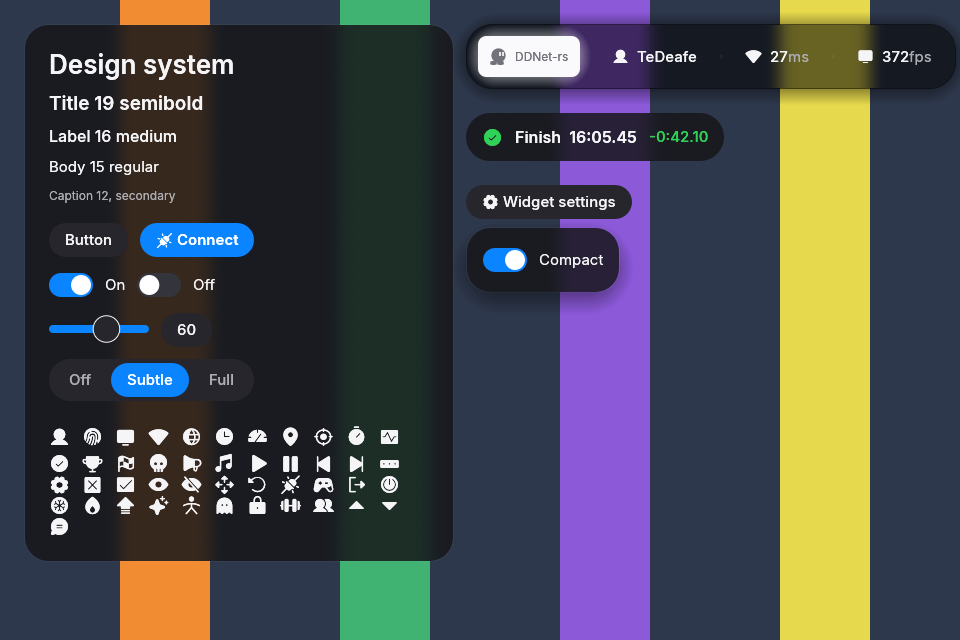 Design system
Title 19 semibold
Label 16 medium
Body 15 regular
Caption 12, secondary
Button
Connect
On
Off
60
Off
Subtle
Full
DDNet-rs
TeDeafe
27ms
372fps
Finish 16:05.45 -0:42.10
Widget settings
Compact